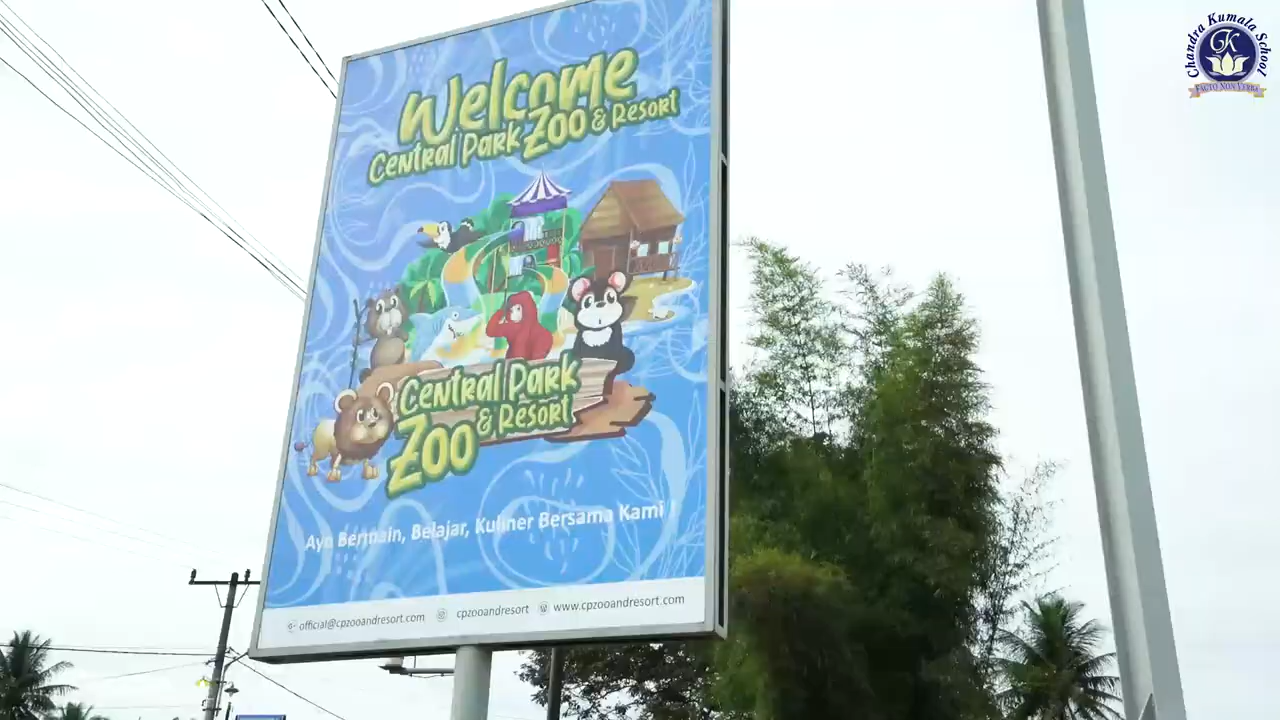 Welcome
Central Park Zoo & Resort
Central Park
Zoo & Resort
Ayo Bermain, Belajar, Kuliner Bersama Kami !
official@cpzooandresort.com cpzooandresort www.cpzooandresort.com
Chandra Kumala School
CK
FACTO NON VERBA